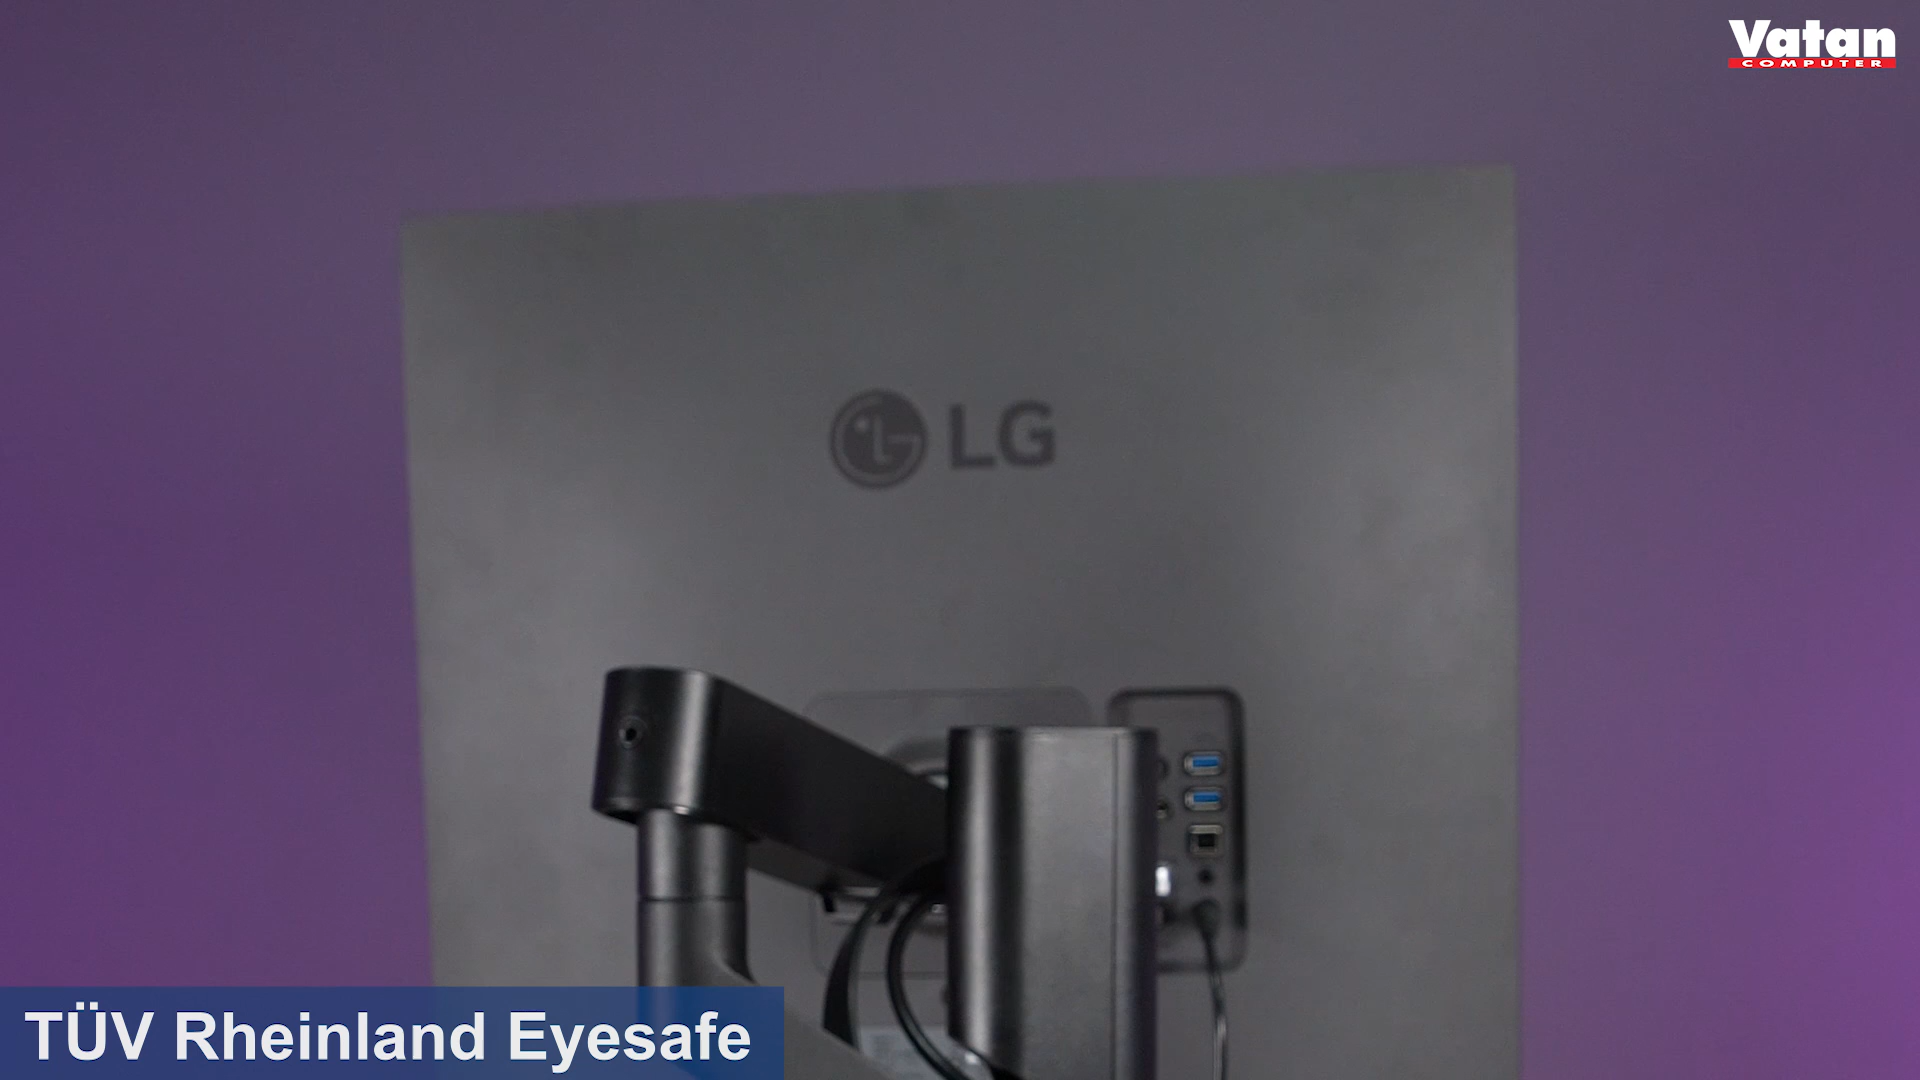 Vatan
COMPUTER
LG
TÜV Rheinland Eyesafe